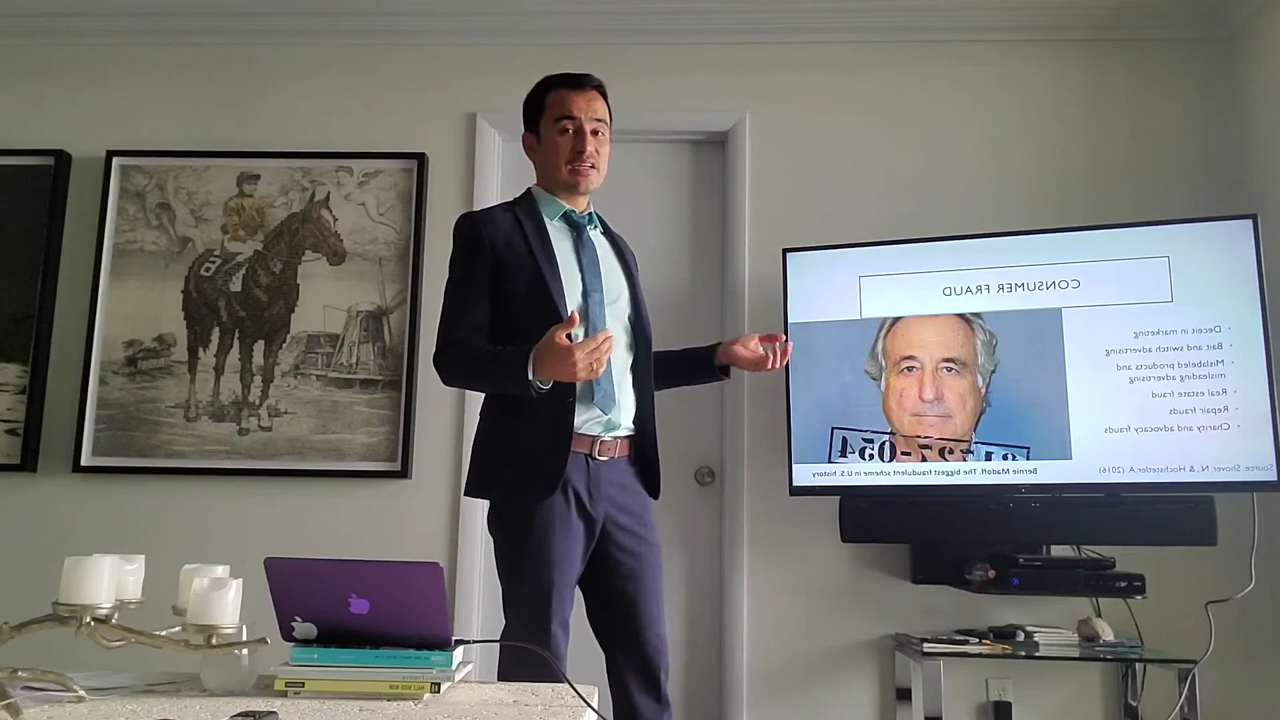 CONSUMER FRAUD
• Deceit in marketing
• Bait and switch advertising
• Mislabeled products and
misleading advertising
• Real estate fraud
• Repair frauds
• Charity and advocacy frauds
Bernie Madoff, The biggest fraudulent scheme in U.S. history
Source: Shover, N., & Hochstetler, A. (2016)